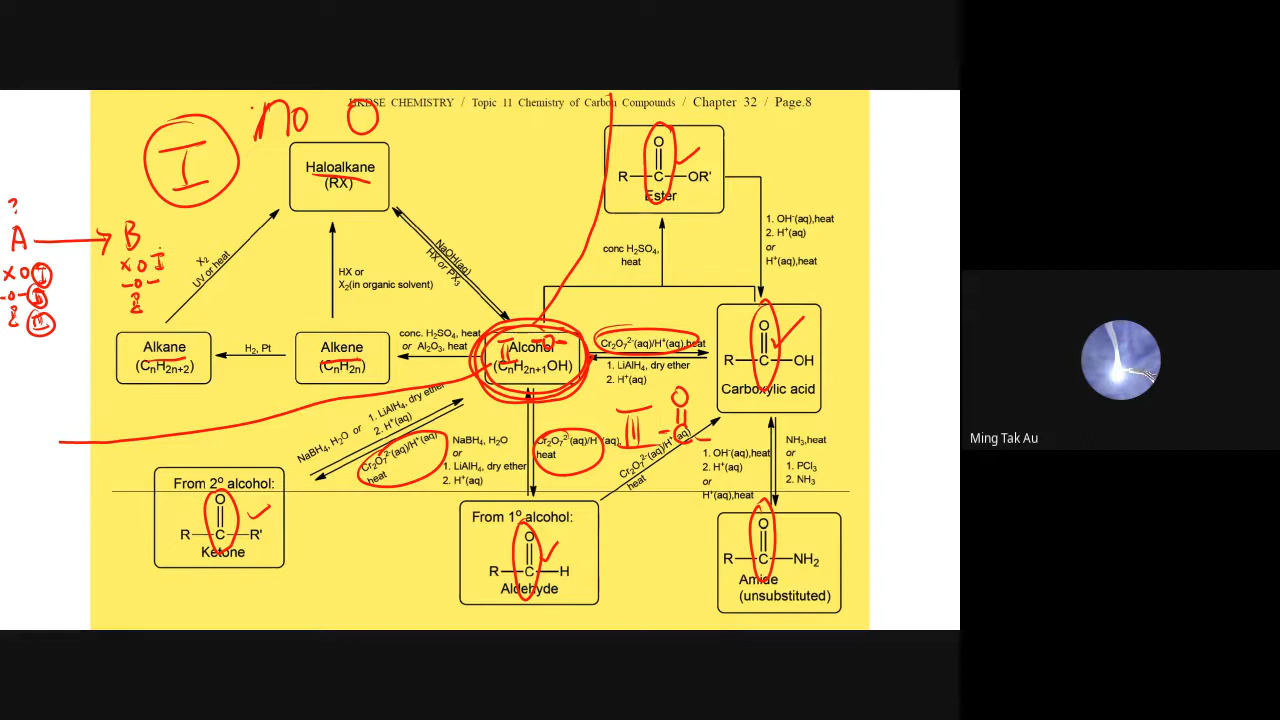 HKDSE CHEMISTRY / Topic 11 Chemistry of Carbon Compounds / Chapter 32 / Page.8
I
no O
Haloalkane
(RX)
O
R C OR'
Ester
1. OH⁻(aq),heat
2. H⁺(aq)
or
H⁺(aq),heat
?
A → B
X O I
-O- II
III
X O I
-O-
X₂
UV or heat
HX or
X₂(in organic solvent)
NaOH(aq)
HX or PX₃
conc H₂SO₄,
heat
Alkane
(CₙH₂ₙ₊₂)
H₂, Pt
Alkene
(CₙH₂ₙ)
conc. H₂SO₄, heat
or Al₂O₃, heat
II -O-
Alcohol
(CₙH₂ₙ₊₁OH)
Cr₂O₇²⁻(aq)/H⁺(aq),heat
1. LiAlH₄, dry ether
2. H⁺(aq)
O
R C OH
Carboxylic acid
NaBH₄, H₂O or
1. LiAlH₄, dry ether
2. H⁺(aq)
Cr₂O₇²⁻(aq)/H⁺(aq)
heat
NaBH₄, H₂O
or
1. LiAlH₄, dry ether
2. H⁺(aq)
Cr₂O₇²⁻(aq)/H⁺(aq),
heat
III
O
-C-
Cr₂O₇²⁻(aq)/H⁺(aq)
heat
1. OH⁻(aq),heat
2. H⁺(aq)
or
H⁺(aq),heat
NH₃,heat
or
1. PCl₃
2. NH₃
From 2° alcohol:
O
R C R'
Ketone
From 1° alcohol:
O
R C H
Aldehyde
O
R C NH₂
Amide
(unsubstituted)
Ming Tak Au